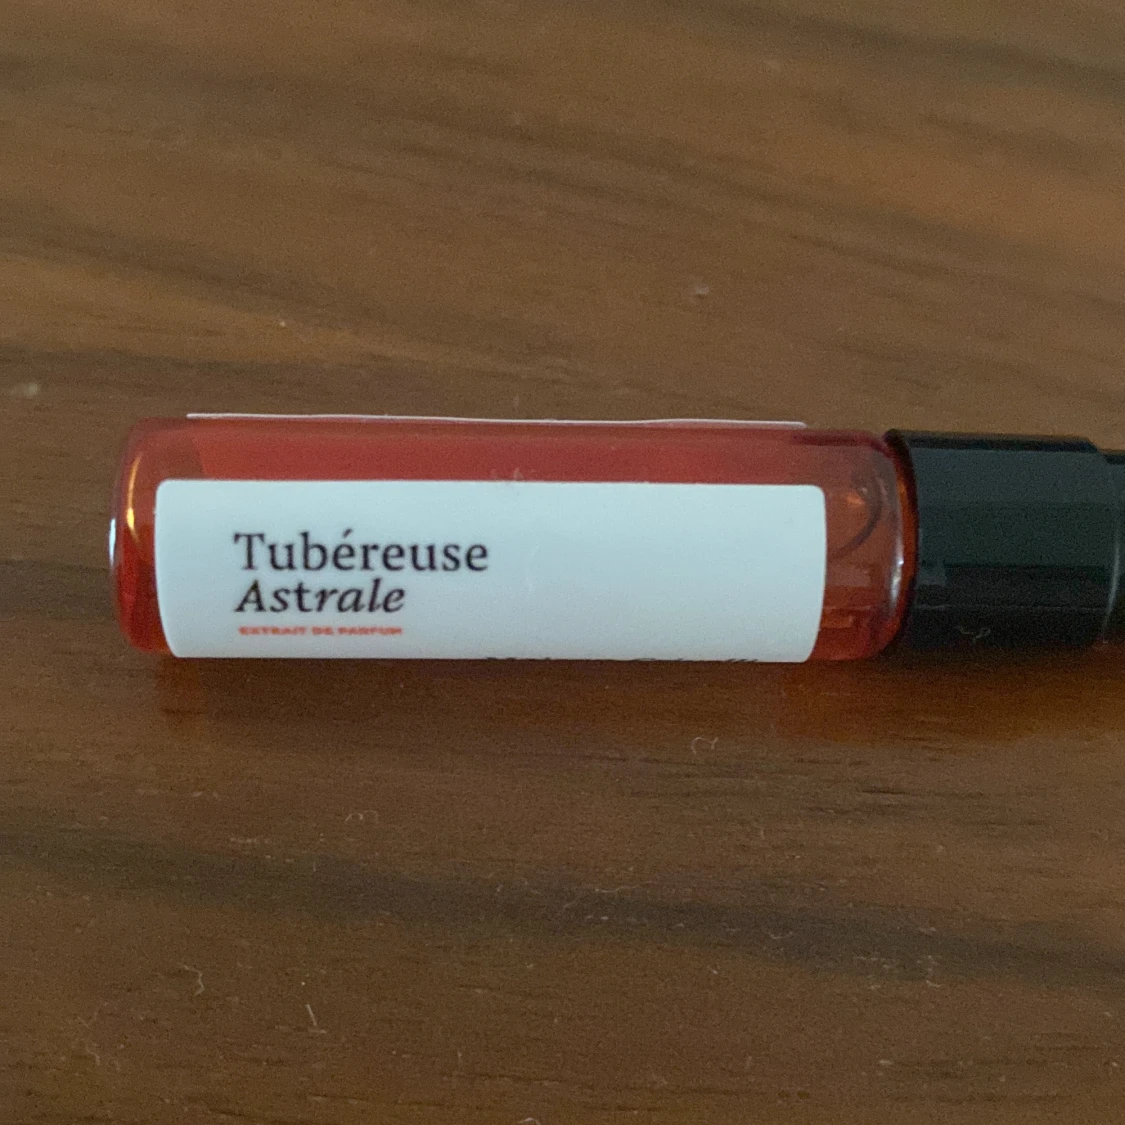 Tubéreuse
Astrale
EXTRAIT DE PARFUM